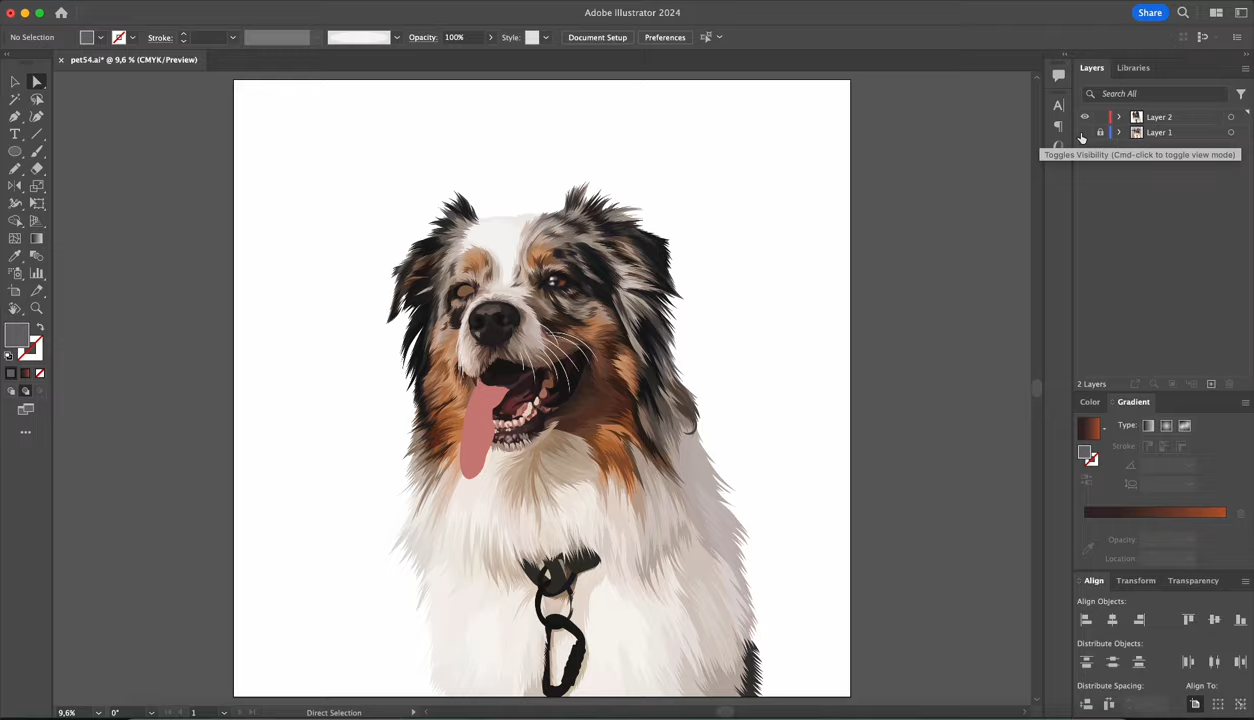 Adobe Illustrator 2024
Share
No Selection
Stroke:
Opacity:
100%
Style:
Document Setup
Preferences
pet54.ai* @ 9,6 % (CMYK/Preview)
Layers
Libraries
Search All
Layer 2
Layer 1
Toggles Visibility (Cmd-click to toggle view mode)
2 Layers
Color
Gradient
Type:
Stroke:
Opacity:
Location:
Align
Transform
Transparency
Align Objects:
Distribute Objects:
Distribute Spacing:
Align To:
9,6%
0°
1
Direct Selection